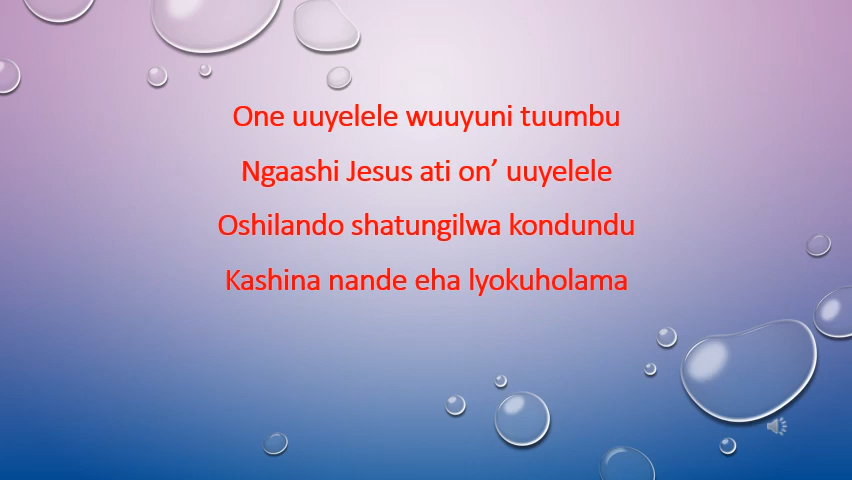 One uuyelele wuuyuni tuumbu
Ngaashi Jesus ati on’ uuyelele
Oshilando shatungilwa kondundu
Kashina nande eha lyokuholama